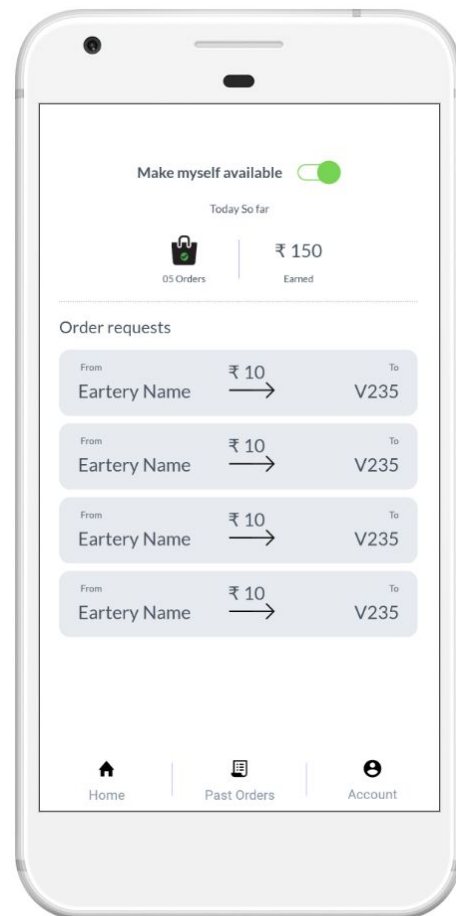 Make myself available
Today So far
₹ 150
05 Orders
Earned
Order requests
From
₹ 10
To
Eartery Name
V235
From
₹ 10
To
Eartery Name
V235
From
₹ 10
To
Eartery Name
V235
From
₹ 10
To
Eartery Name
V235
Home
Past Orders
Account